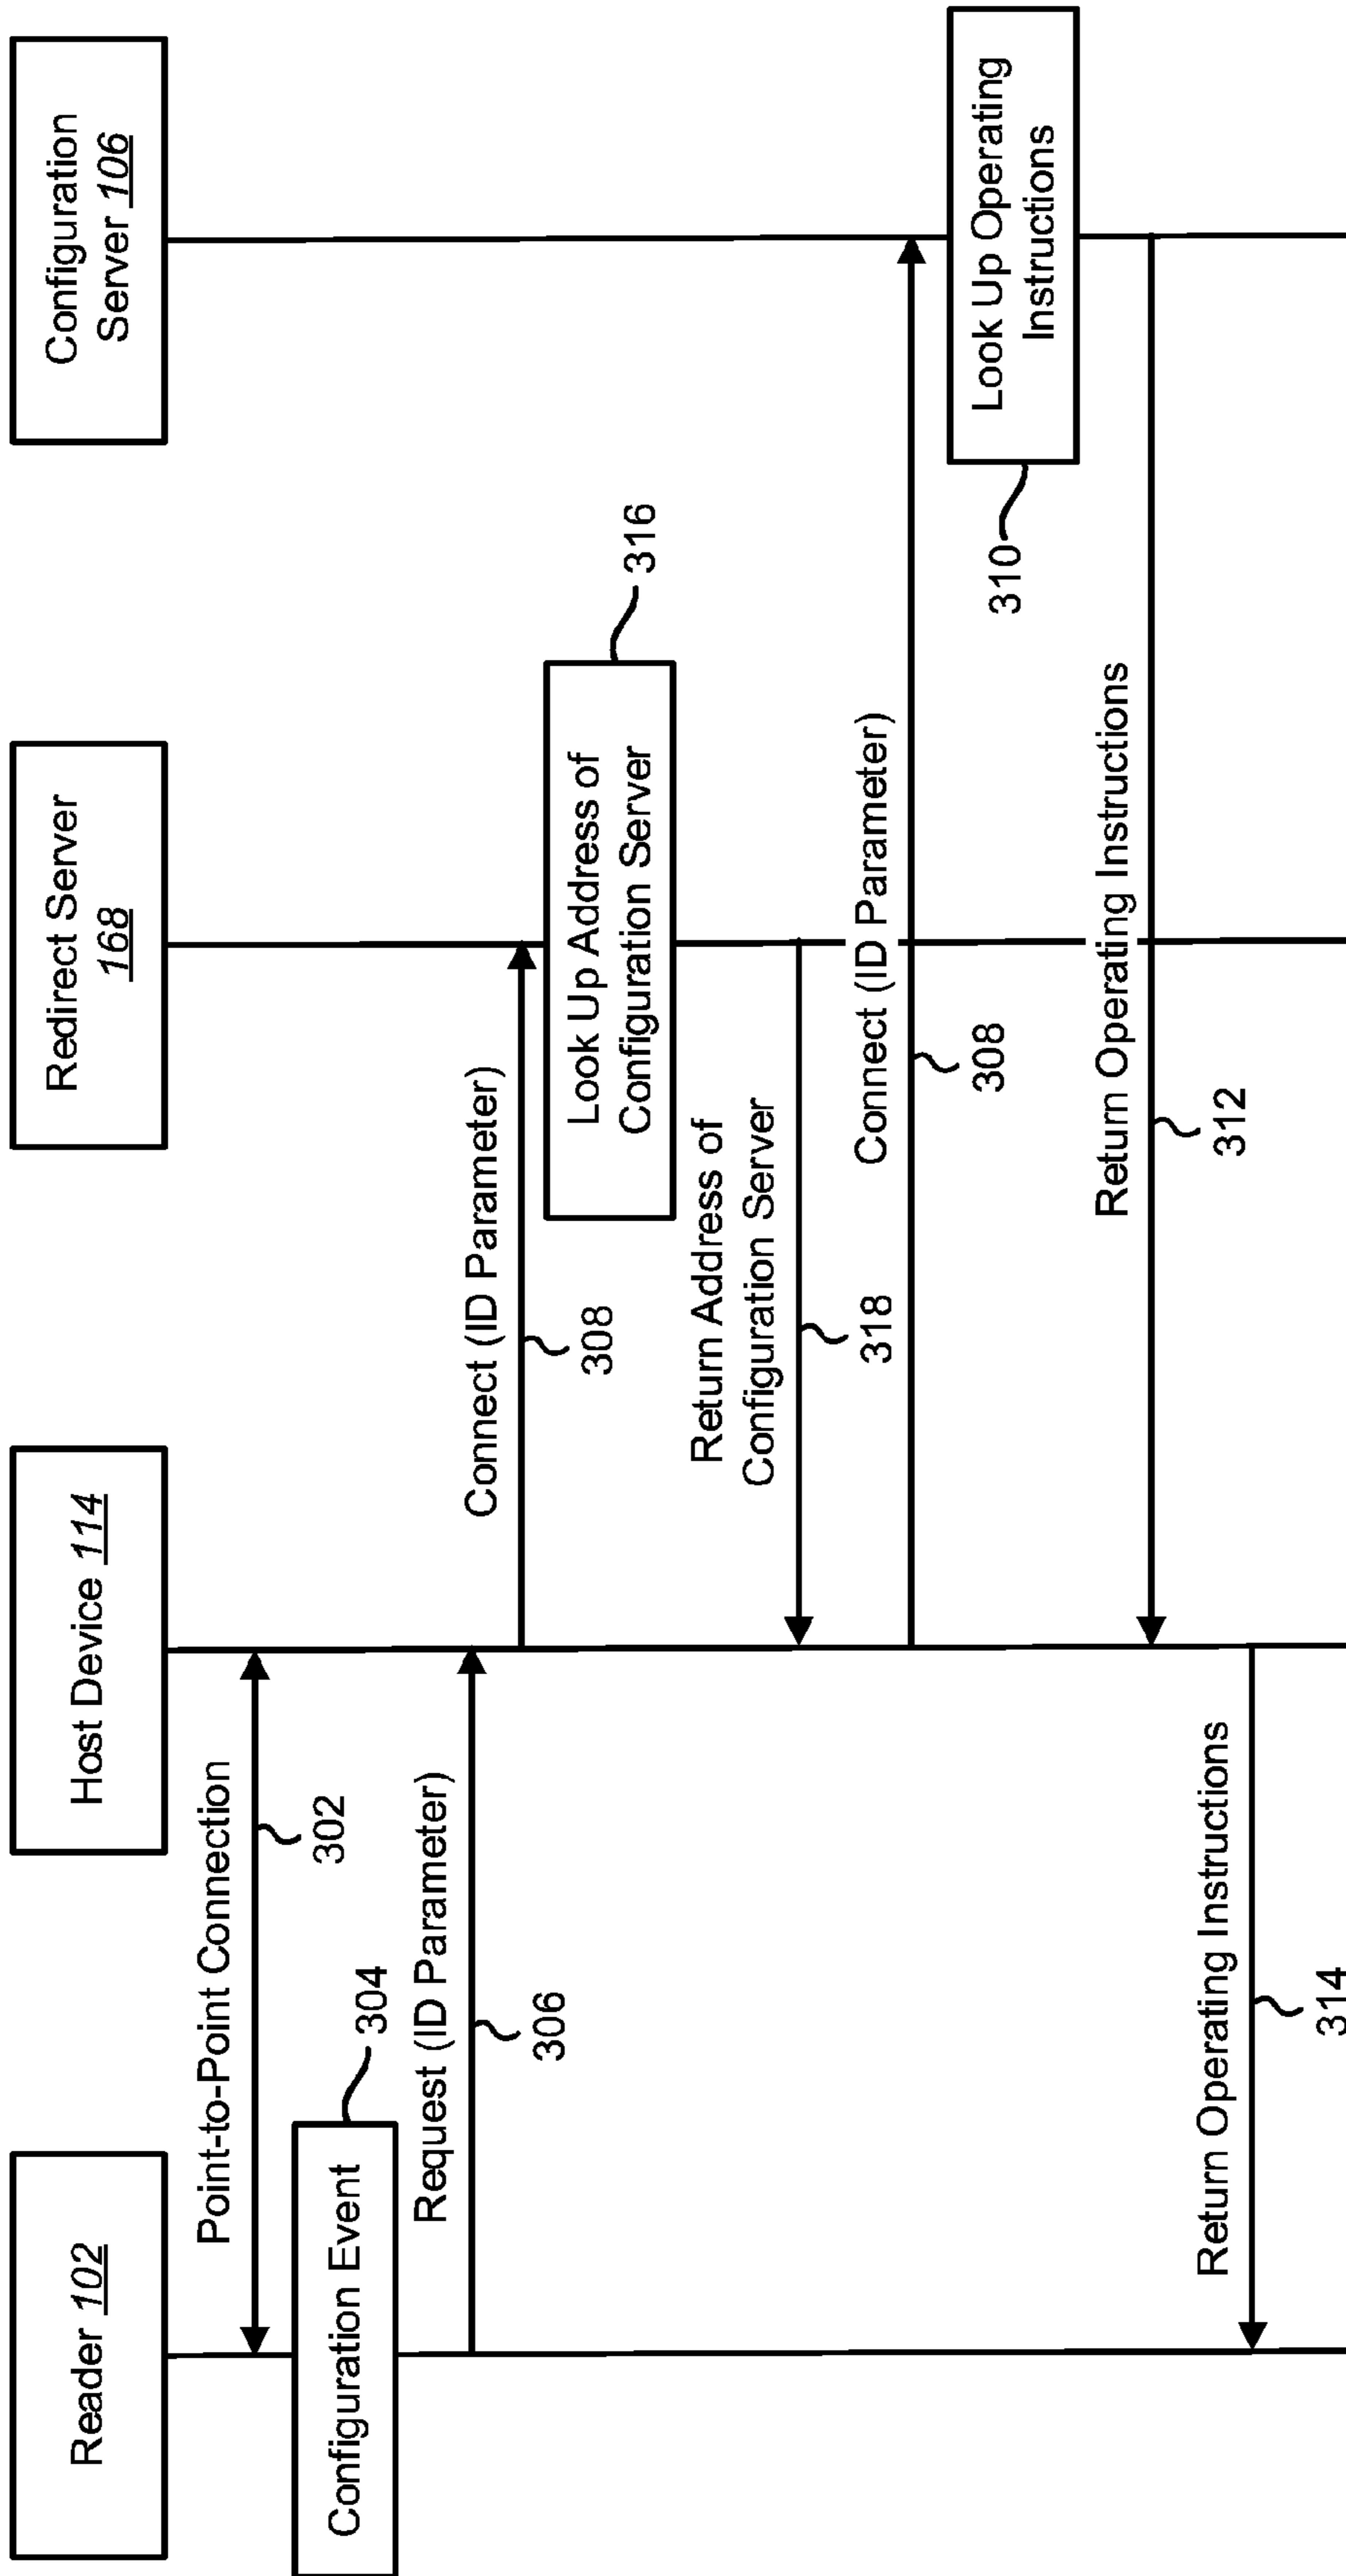 Reader 102
Host Device 114
Redirect Server
168
Configuration
Server 106
Point-to-Point Connection
302
Configuration Event
304
Request (ID Parameter)
306
Connect (ID Parameter)
308
Look Up Address of
Configuration Server
316
Return Address of
Configuration Server
318
Connect (ID Parameter)
308
Look Up Operating
Instructions
310
Return Operating Instructions
312
Return Operating Instructions
314